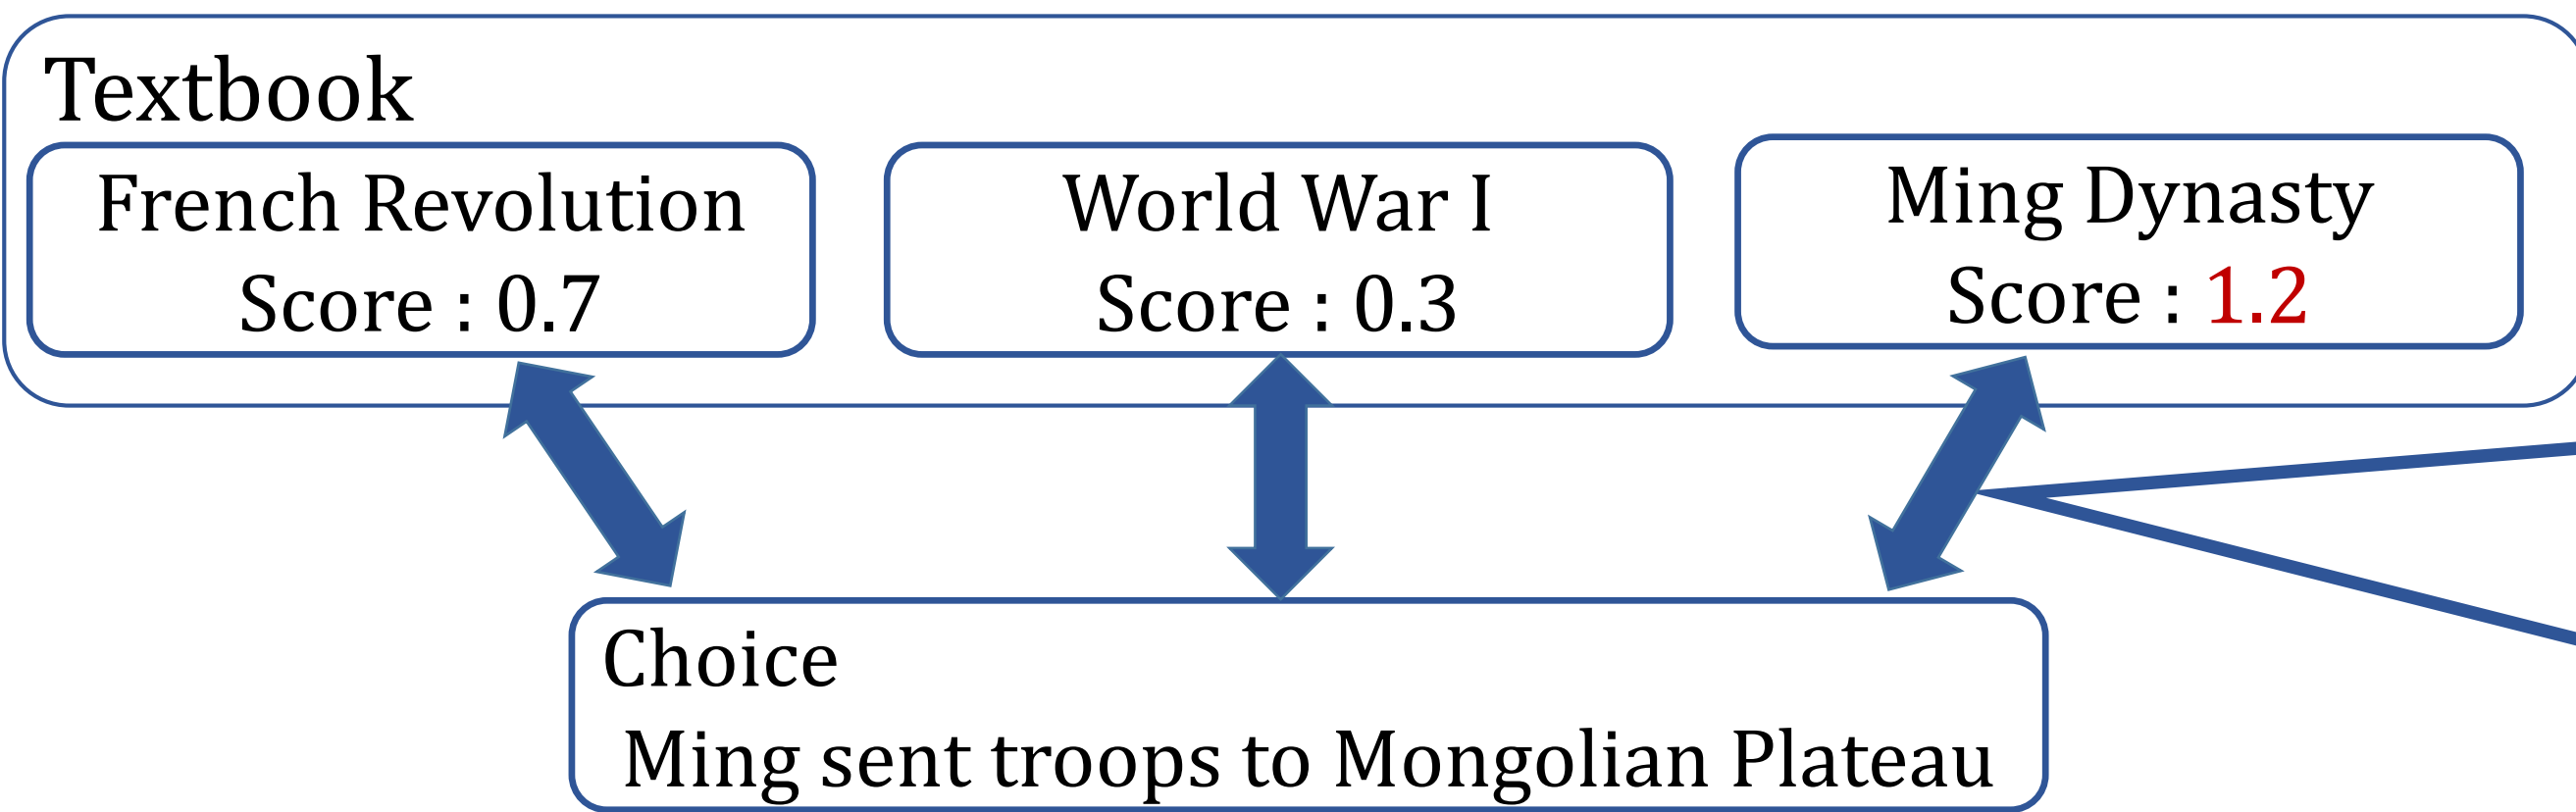 Textbook
French Revolution
Score : 0.7
World War I
Score : 0.3
Ming Dynasty
Score : 1.2
Choice
Ming sent troops to Mongolian Plateau